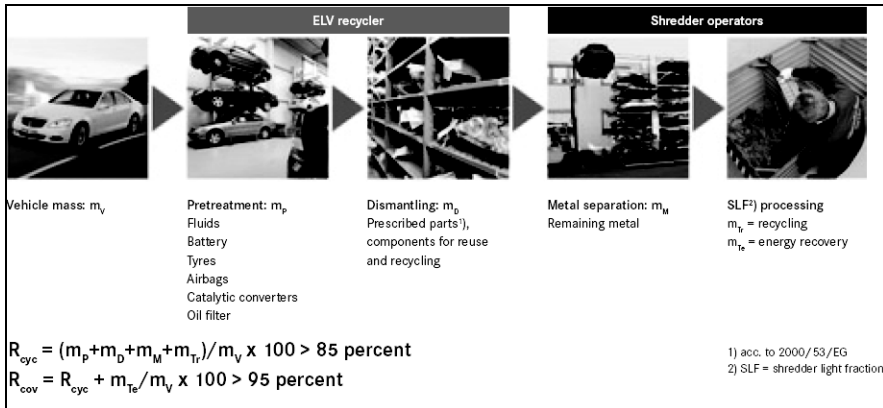 ELV recycler
Shredder operators
Vehicle mass: mV
Pretreatment: mP
Fluids
Battery
Tyres
Airbags
Catalytic converters
Oil filter
Dismantling: mD
Prescribed parts¹),
components for reuse
and recycling
Metal separation: mM
Remaining metal
SLF²) processing
mTr = recycling
mTe = energy recovery
Rcyc = (mP+mD+mM+mTr)/mV x 100 > 85 percent
Rcov = Rcyc + mTe/mV x 100 > 95 percent
1) acc. to 2000/53/EG
2) SLF = shredder light fraction